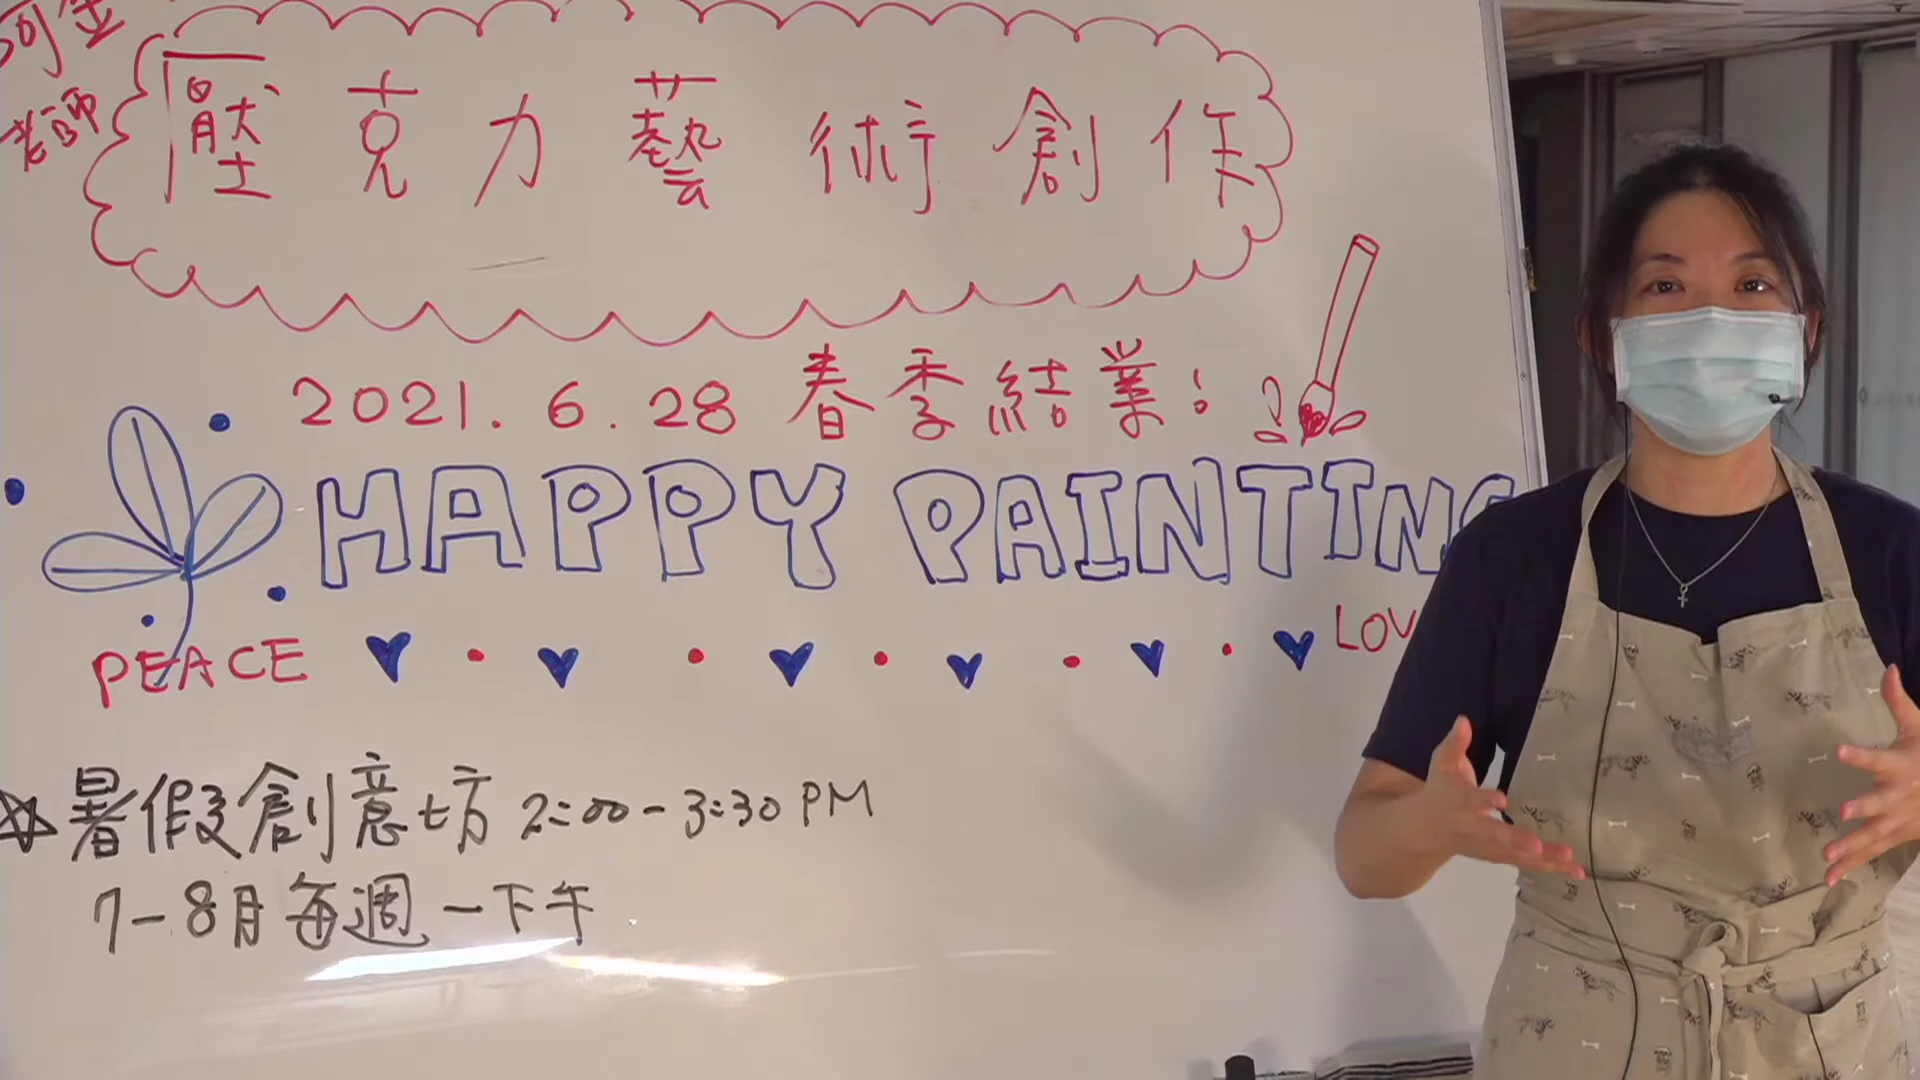 老師
壓克力藝術創作
2021.6.28 春季結業!
HAPPY PAINTING
PEACE
LOV
暑假創意坊 2:00-3:30 PM
7-8月每週一下午